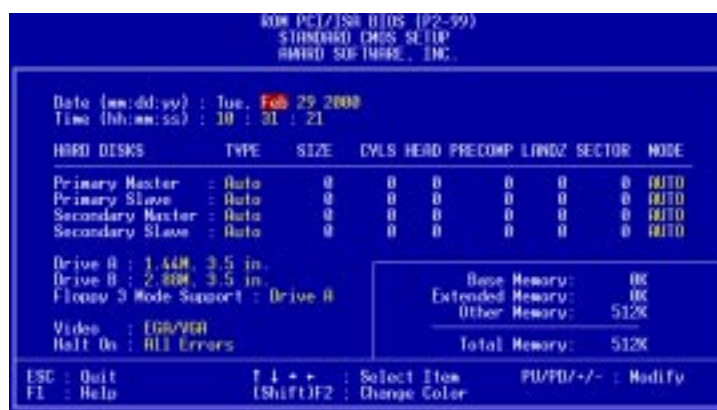 ROM PCI/ISA BIOS (P2-99)
STANDARD CMOS SETUP
AWARD SOFTWARE, INC.
Date (mm:dd:yy) : Tue, Feb 29 2000
Time (hh:mm:ss) : 10 : 31 : 21
HARD DISKS TYPE SIZE CYLS HEAD PRECOMP LANDZ SECTOR MODE
Primary Master : Auto 0 0 0 0 0 0 AUTO
Primary Slave : Auto 0 0 0 0 0 0 AUTO
Secondary Master : Auto 0 0 0 0 0 0 AUTO
Secondary Slave : Auto 0 0 0 0 0 0 AUTO
Drive A : 1.44M, 3.5 in.
Drive B : 2.88M, 3.5 in.
Floppy 3 Mode Support : Drive A
Video : EGA/VGA
Halt On : All Errors
Base Memory: 0K
Extended Memory: 0K
Other Memory: 512K
Total Memory: 512K
ESC : Quit ↑ ↓ → ← : Select Item PU/PD/+/- : Modify
F1 : Help (Shift)F2 : Change Color